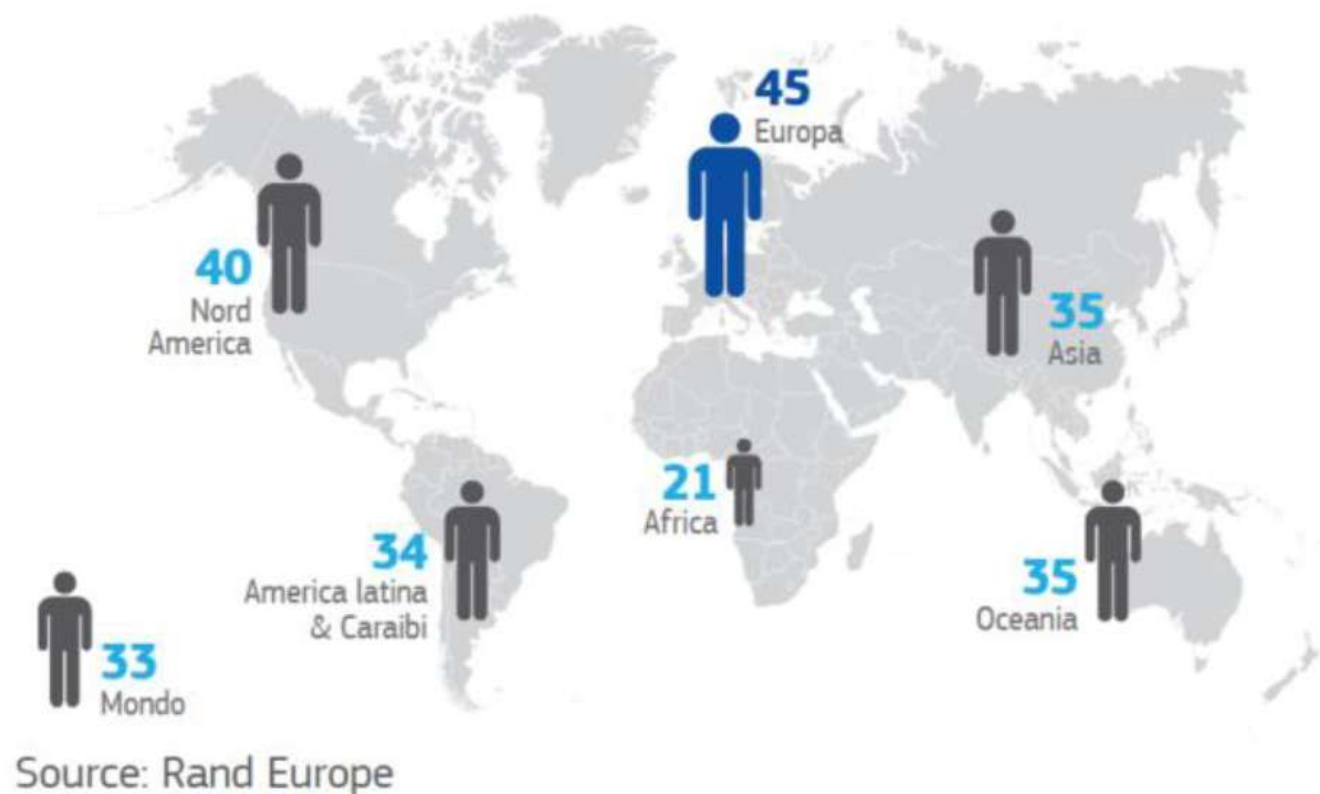 45
Europa
40
Nord
America
35
Asia
21
Africa
34
America latina
& Caraibi
35
Oceania
33
Mondo
Source: Rand Europe